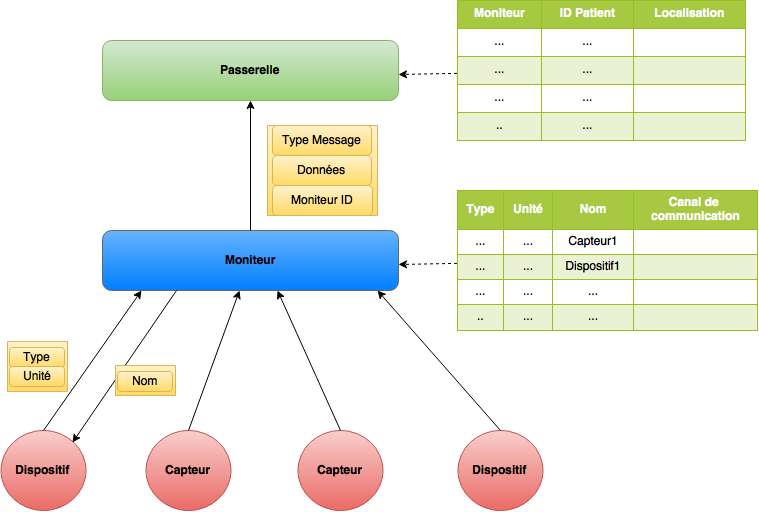 Moniteur ID Patient Localisation
... ...
... ...
... ...
.. ...
Passerelle
Type Message
Données
Moniteur ID
Type Unité Nom Canal de communication
... ... Capteur1
... ... Dispositif1
... ... ...
.. ... ...
Moniteur
Type
Unité
Nom
Dispositif Capteur Capteur Dispositif